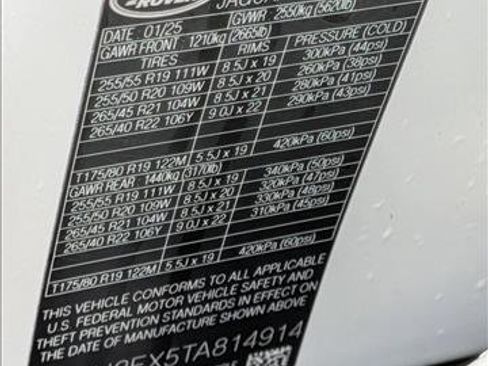 ROVER
JAGUA
GVWR 2550kg (5620lb)
DATE 01/25
GAWR FRONT 1210kg (2665lb)
TIRES RIMS PRESSURE (COLD)
255/55 R19 111W 8.5J x 19 300kPa (44psi)
255/50 R20 109W 8.5J x 20 260kPa (38psi)
265/45 R21 104W 8.5J x 21 280kPa (41psi)
265/40 R22 106Y 9.0J x 22 290kPa (43psi)
T175/80 R19 122M 5.5J x 19 420kPa (60psi)
GAWR REAR 1440kg (3170lb)
255/55 R19 111W 8.5J x 19 340kPa (50psi)
255/50 R20 109W 8.5J x 20 320kPa (47psi)
265/45 R21 104W 8.5J x 21 330kPa (48psi)
265/40 R22 106Y 9.0J x 22 310kPa (45psi)
T175/80 R19 122M 5.5J x 19 420kPa (60psi)
THIS VEHICLE CONFORMS TO ALL APPLICABLE
U.S. FEDERAL MOTOR VEHICLE SAFETY AND
THEFT PREVENTION STANDARDS IN EFFECT ON
THE DATE OF MANUFACTURE SHOWN ABOVE
EX5TA814914